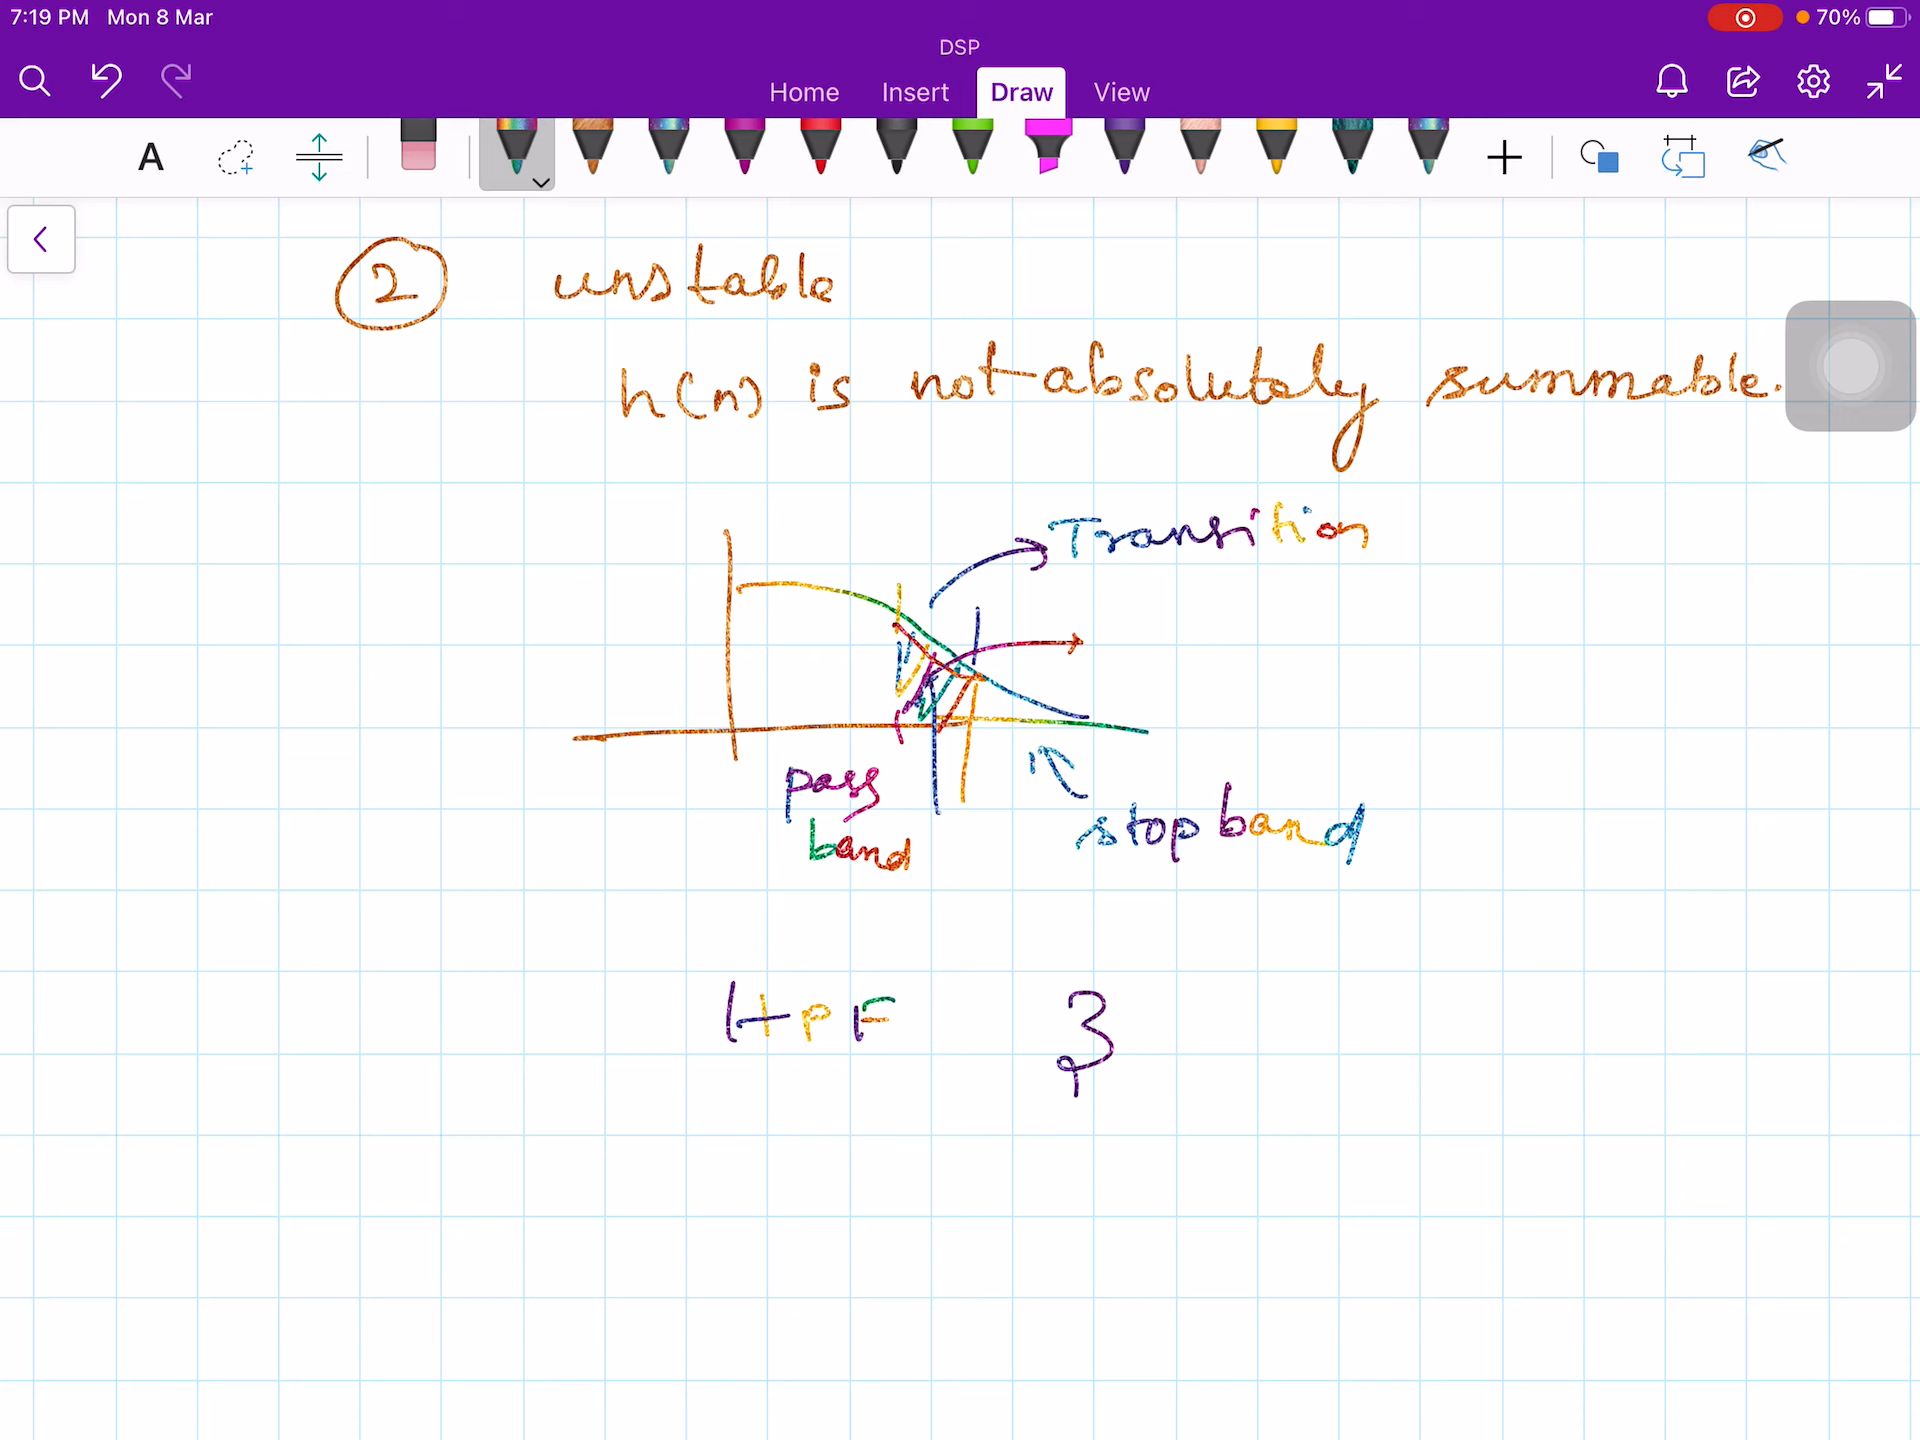 7:19 PM Mon 8 Mar
70%
DSP
Home Insert Draw View
A
2 unstable
h(n) is not absolutely summable.
Transition
pass
band
stop band
HPF 3